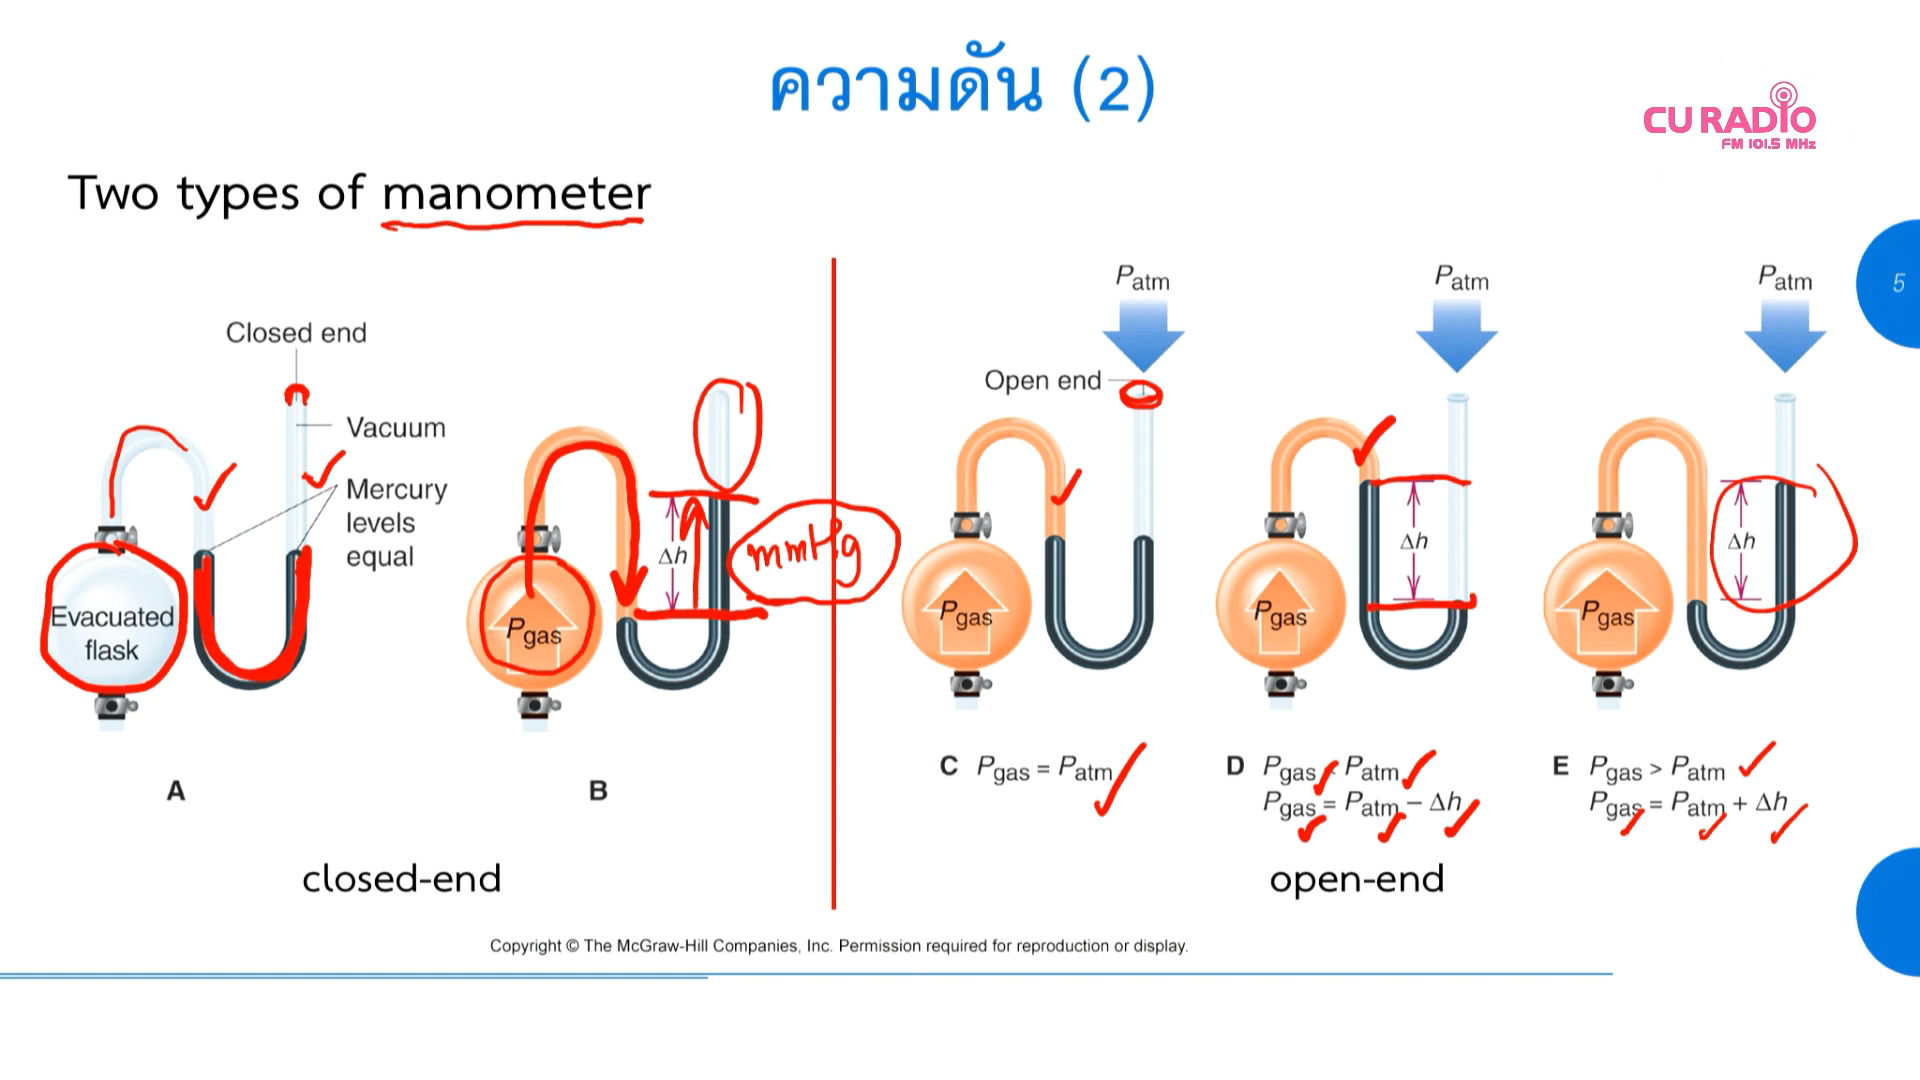 ความดัน (2)
CU RADIO
FM 101.5 MHz
Two types of manometer
5
Closed end
Vacuum
Mercury
levels
equal
Evacuated
flask
A
Pgas
Δh
mmHg
B
closed-end
Patm
Open end
Pgas
C Pgas = Patm
Patm
Δh
Pgas
D Pgas Patm
Pgas = Patm – Δh
Patm
Δh
Pgas
E Pgas > Patm
Pgas = Patm + Δh
open-end
Copyright © The McGraw-Hill Companies, Inc. Permission required for reproduction or display.